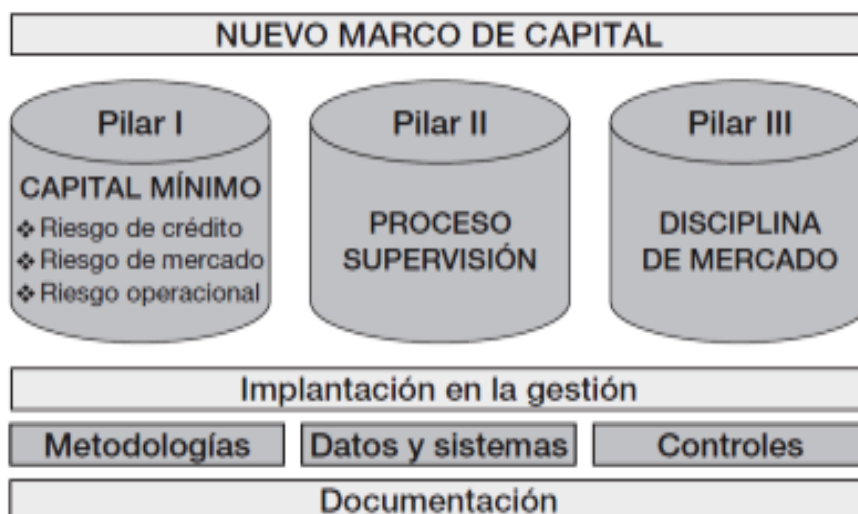 NUEVO MARCO DE CAPITAL
Pilar I
CAPITAL MÍNIMO
❖ Riesgo de crédito
❖ Riesgo de mercado
❖ Riesgo operacional
Pilar II
PROCESO
SUPERVISIÓN
Pilar III
DISCIPLINA
DE MERCADO
Implantación en la gestión
Metodologías
Datos y sistemas
Controles
Documentación